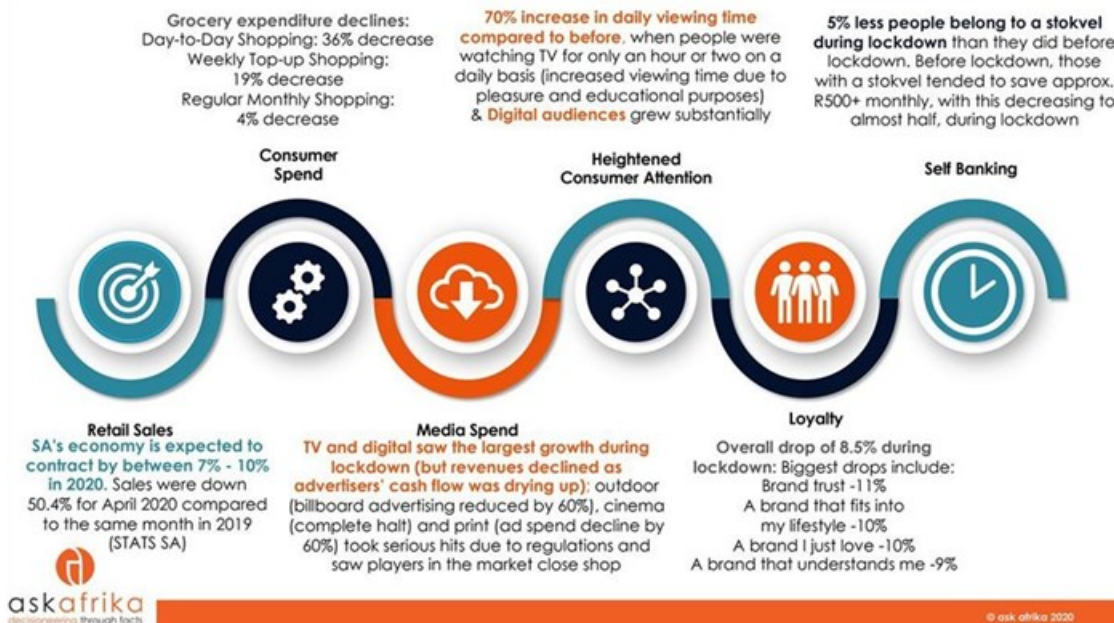 Grocery expenditure declines:
Day-to-Day Shopping: 36% decrease
Weekly Top-up Shopping:
19% decrease
Regular Monthly Shopping:
4% decrease
Consumer
Spend
70% increase in daily viewing time
compared to before, when people were
watching TV for only an hour or two on a
daily basis (increased viewing time due to
pleasure and educational purposes)
& Digital audiences grew substantially
Heightened
Consumer Attention
5% less people belong to a stokvel
during lockdown than they did before
lockdown. Before lockdown, those
with a stokvel tended to save approx.
R500+ monthly, with this decreasing to
almost half, during lockdown
Self Banking
Retail Sales
SA's economy is expected to
contract by between 7% - 10%
in 2020. Sales were down
50.4% for April 2020 compared
to the same month in 2019
(STATS SA)
Media Spend
TV and digital saw the largest growth during
lockdown (but revenues declined as
advertisers' cash flow was drying up): outdoor
(billboard advertising reduced by 60%), cinema
(complete halt) and print (ad spend decline by
60%) took serious hits due to regulations and
saw players in the market close shop
Loyalty
Overall drop of 8.5% during
lockdown: Biggest drops include:
Brand trust -11%
A brand that fits into
my lifestyle -10%
A brand I just love -10%
A brand that understands me -9%
askafrika
decisioneering through facts
© ask afrika 2020